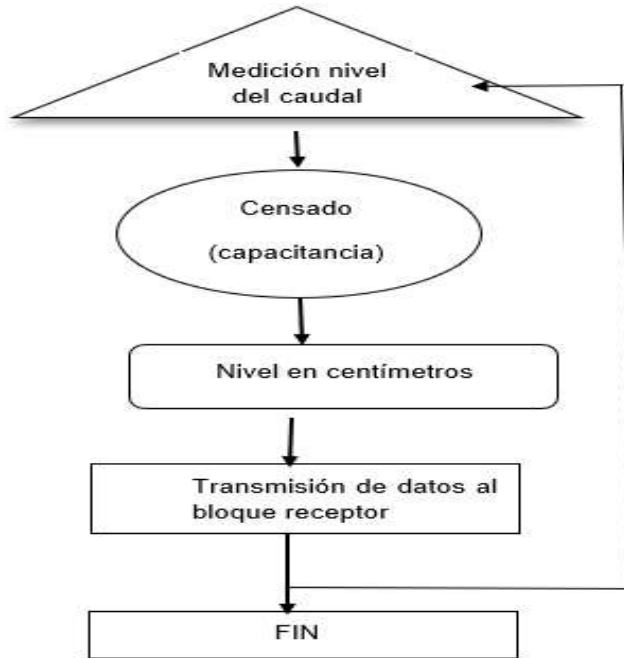 Medición nivel
del caudal
Censado
(capacitancia)
Nivel en centímetros
Transmisión de datos al
bloque receptor
FIN